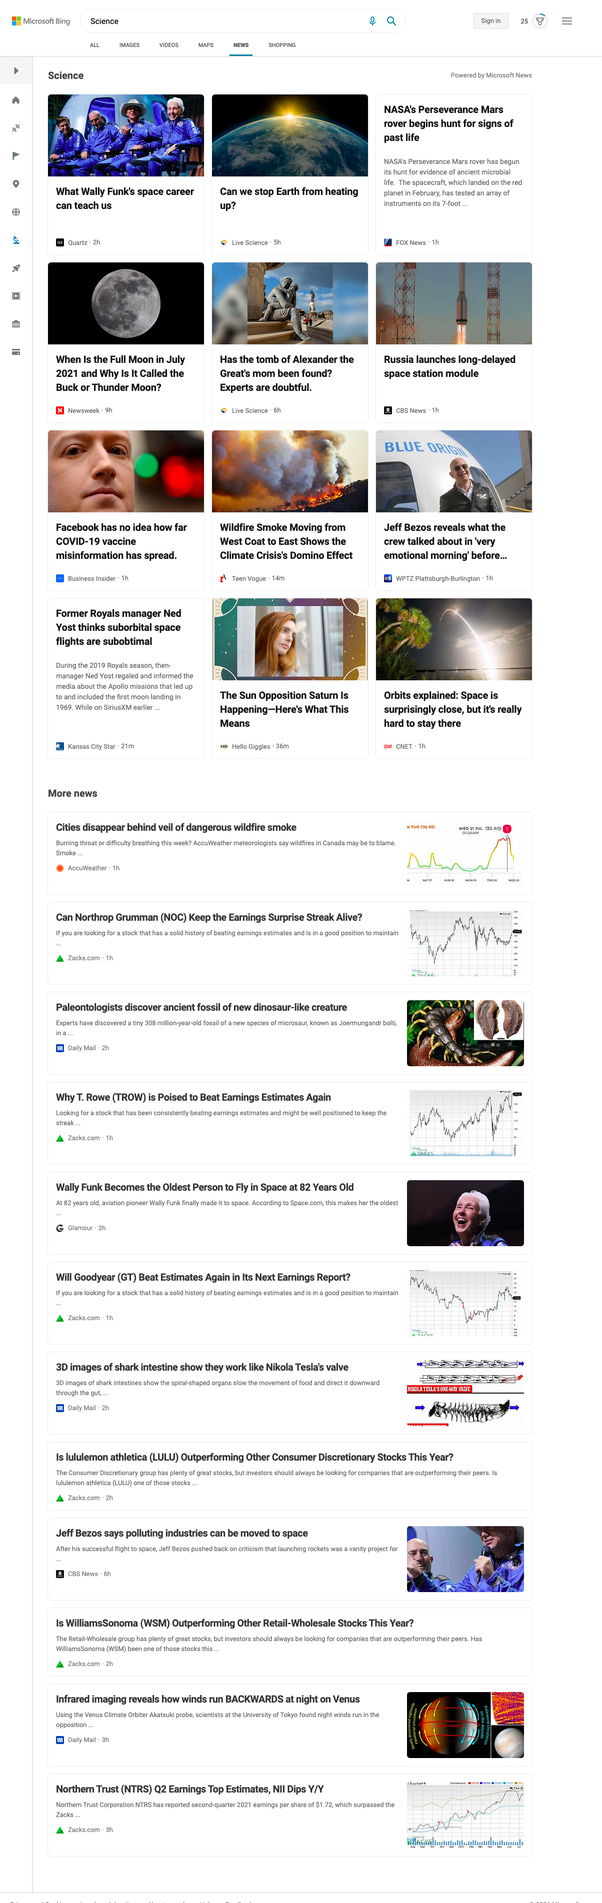 Microsoft Bing
Science
Sign in
25
ALL IMAGES VIDEOS MAPS NEWS SHOPPING
Science
Powered by Microsoft News
What Wally Funk's space career
can teach us
Quartz · 2h
Can we stop Earth from heating
up?
Live Science · 5h
NASA's Perseverance Mars
rover begins hunt for signs of
past life
NASA's Perseverance Mars rover has begun
its hunt for evidence of ancient microbial
life. The spacecraft, which landed on the red
planet in February, has tested an array of
instruments on its 7-foot ...
FOX News · 1h
When Is the Full Moon in July
2021 and Why Is It Called the
Buck or Thunder Moon?
Newsweek · 9h
Has the tomb of Alexander the
Great's mom been found?
Experts are doubtful.
Live Science · 6h
Russia launches long-delayed
space station module
CBS News · 1h
Facebook has no idea how far
COVID-19 vaccine
misinformation has spread.
Business Insider · 1h
Wildfire Smoke Moving from
West Coat to East Shows the
Climate Crisis's Domino Effect
Teen Vogue · 14m
BLUE ORIGIN
Jeff Bezos reveals what the
crew talked about in 'very
emotional morning' before...
WPTZ Plattsburgh-Burlington · 1h
Former Royals manager Ned
Yost thinks suborbital space
flights are subobtimal
During the 2019 Royals season, then-
manager Ned Yost regaled and informed the
media about the Apollo missions that led up
to and included the first moon landing in
1969. While on SiriusXM earlier ...
Kansas City Star · 21m
The Sun Opposition Saturn Is
Happening—Here's What This
Means
Hello Giggles · 36m
Orbits explained: Space is
surprisingly close, but it's really
hard to stay there
CNET · 1h
More news
Cities disappear behind veil of dangerous wildfire smoke
Burning throat or difficulty breathing this week? AccuWeather meteorologists say wildfires in Canada may be to blame.
Smoke ...
AccuWeather · 1h
Can Northrop Grumman (NOC) Keep the Earnings Surprise Streak Alive?
If you are looking for a stock that has a solid history of beating earnings estimates and is in a good position to maintain
...
Zacks.com · 1h
Paleontologists discover ancient fossil of new dinosaur-like creature
Experts have discovered a tiny 308 million-year-old fossil of a new species of microsaur, known as Joermungandr bolti,
in a ...
Daily Mail · 2h
Why T. Rowe (TROW) is Poised to Beat Earnings Estimates Again
Looking for a stock that has been consistently beating earnings estimates and might be well positioned to keep the
streak ...
Zacks.com · 1h
ZACKS
Wally Funk Becomes the Oldest Person to Fly in Space at 82 Years Old
At 82 years old, aviation pioneer Wally Funk finally made it to space. According to Space.com, this makes her the oldest
...
Glamour · 2h
Will Goodyear (GT) Beat Estimates Again in Its Next Earnings Report?
If you are looking for a stock that has a solid history of beating earnings estimates and is in a good position to maintain
...
Zacks.com · 1h
3D images of shark intestine show they work like Nikola Tesla's valve
3D images of shark intestines show the spiral-shaped organs slow the movement of food and direct it downward
through the gut, ...
Daily Mail · 2h
NIKOLA TESLA'S ONE-WAY VALVE
Is lululemon athletica (LULU) Outperforming Other Consumer Discretionary Stocks This Year?
The Consumer Discretionary group has plenty of great stocks, but investors should always be looking for companies that are outperforming their peers. Is
lululemon athletica (LULU) one of those stocks ...
Zacks.com · 2h
Jeff Bezos says polluting industries can be moved to space
After his successful flight to space, Jeff Bezos pushed back on criticism that launching rockets was a vanity project for
...
CBS News · 6h
Is WilliamsSonoma (WSM) Outperforming Other Retail-Wholesale Stocks This Year?
The Retail-Wholesale group has plenty of great stocks, but investors should always be looking for companies that are outperforming their peers. Has
WilliamsSonoma (WSM) been one of those stocks this ...
Zacks.com · 2h
Infrared imaging reveals how winds run BACKWARDS at night on Venus
Using the Venus Climate Orbiter Akatsuki probe, scientists at the University of Tokyo found night winds run in the
opposition ...
Daily Mail · 3h
Northern Trust (NTRS) Q2 Earnings Top Estimates, NII Dips Y/Y
Northern Trust Corporation NTRS has reported second-quarter 2021 earnings per share of $1.72, which surpassed the
Zacks ...
Zacks.com · 3h